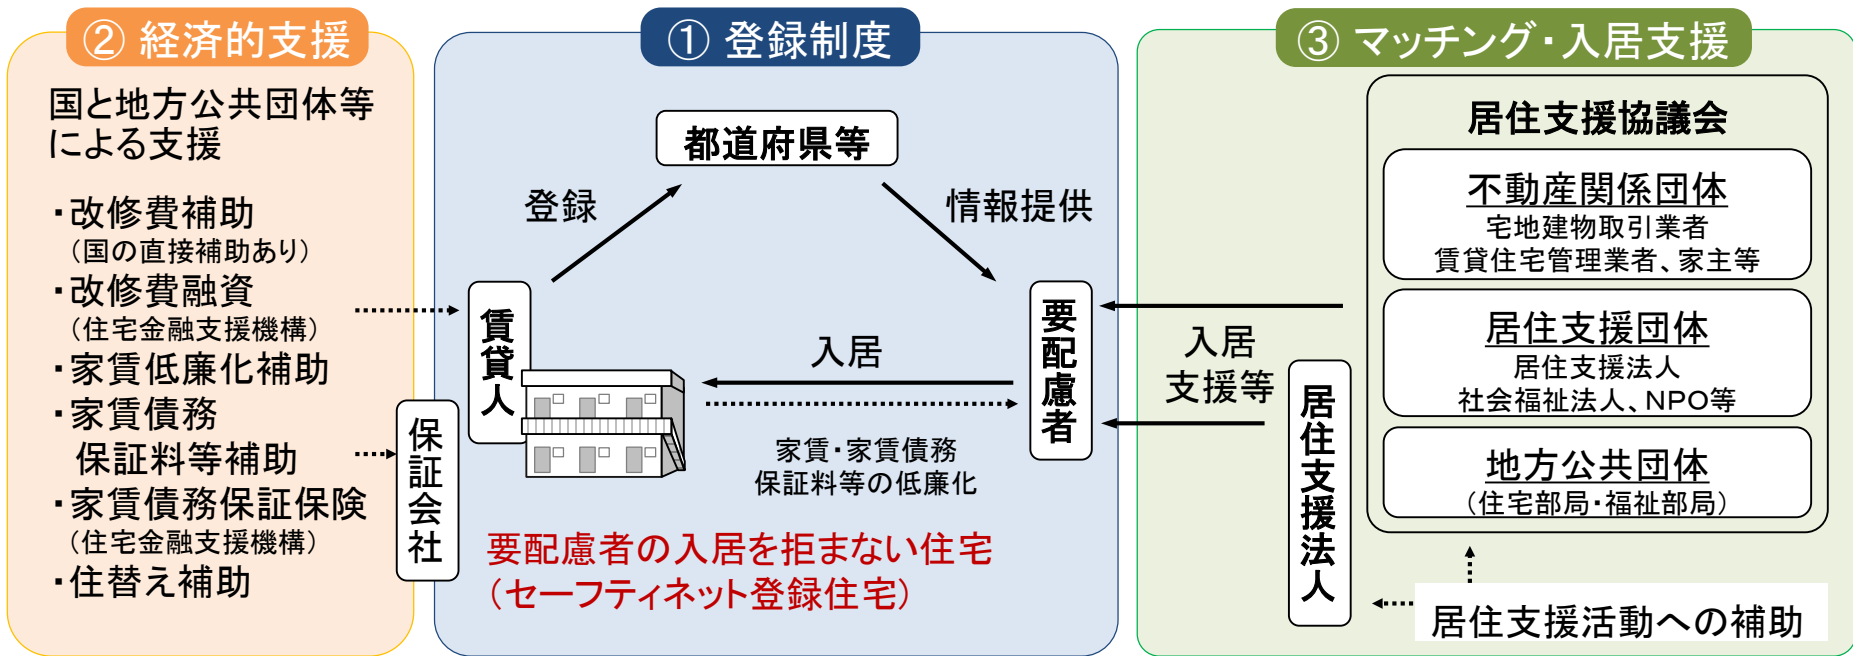 ② 経済的支援
国と地方公共団体等
による支援
・改修費補助
（国の直接補助あり）
・改修費融資
（住宅金融支援機構）
・家賃低廉化補助
・家賃債務
保証料等補助
・家賃債務保証保険
（住宅金融支援機構）
・住替え補助
保証会社
① 登録制度
都道府県等
登録
情報提供
賃貸人
要配慮者
入居
家賃・家賃債務
保証料等の低廉化
要配慮者の入居を拒まない住宅
（セーフティネット登録住宅）
③ マッチング・入居支援
居住支援協議会
不動産関係団体
宅地建物取引業者
賃貸住宅管理業者、家主等
居住支援団体
居住支援法人
社会福祉法人、NPO等
地方公共団体
（住宅部局・福祉部局）
入居
支援等
居住支援法人
居住支援活動への補助